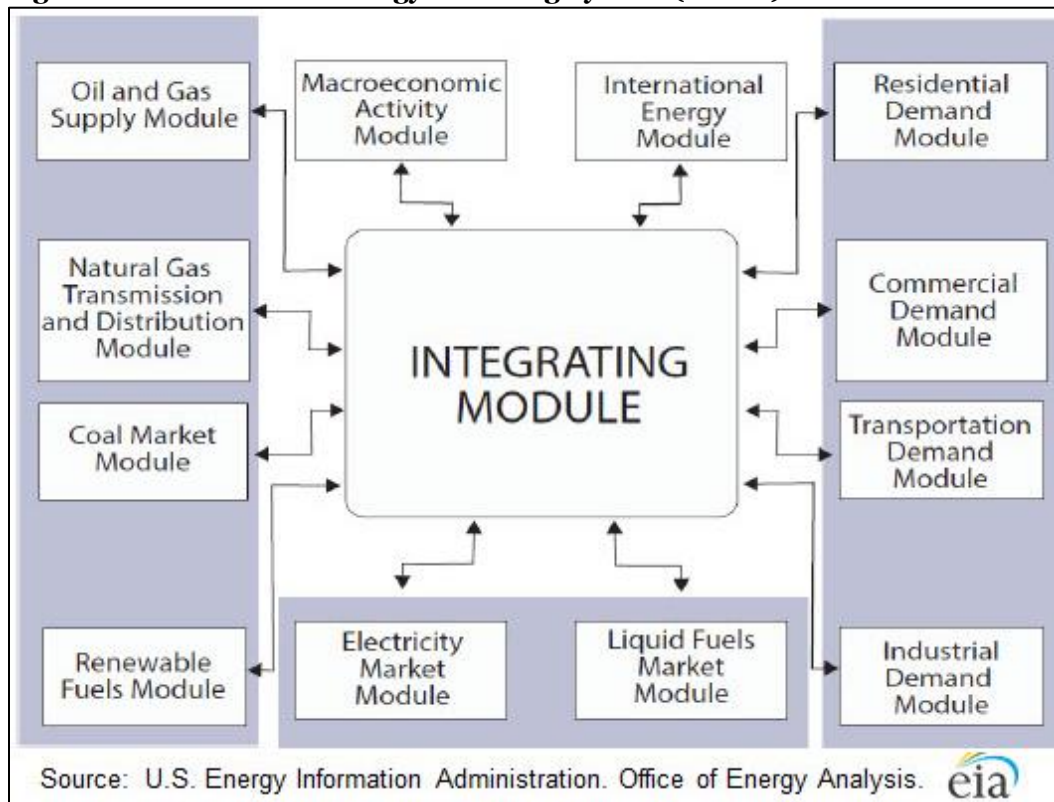 Oil and Gas
Supply Module
Macroeconomic
Activity
Module
International
Energy
Module
Residential
Demand
Module
Natural Gas
Transmission
and Distribution
Module
Commercial
Demand
Module
INTEGRATING
MODULE
Coal Market
Module
Transportation
Demand
Module
Renewable
Fuels Module
Electricity
Market
Module
Liquid Fuels
Market
Module
Industrial
Demand
Module
Source: U.S. Energy Information Administration. Office of Energy Analysis.
eia